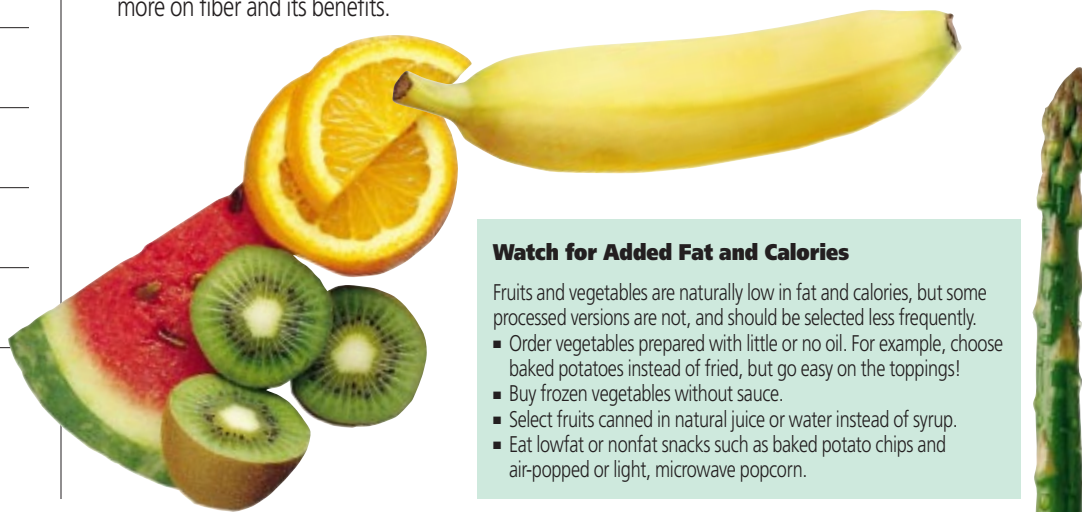 more on fiber and its benefits.
Watch for Added Fat and Calories
Fruits and vegetables are naturally low in fat and calories, but some
processed versions are not, and should be selected less frequently.
▪ Order vegetables prepared with little or no oil. For example, choose
baked potatoes instead of fried, but go easy on the toppings!
▪ Buy frozen vegetables without sauce.
▪ Select fruits canned in natural juice or water instead of syrup.
▪ Eat lowfat or nonfat snacks such as baked potato chips and
air-popped or light, microwave popcorn.